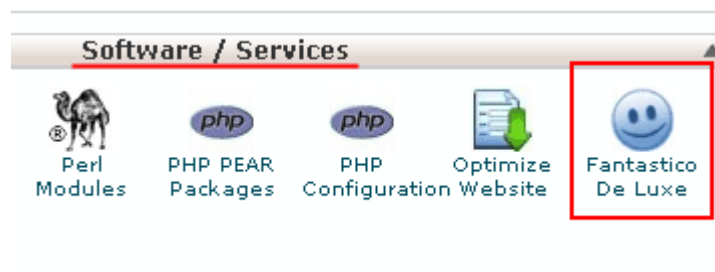 Software / Services
®
php
php
Perl Modules
PHP PEAR Packages
PHP Configuration
Optimize Website
Fantastico De Luxe